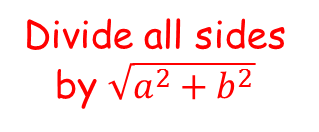 Divide all sides
by √(a² + b²)